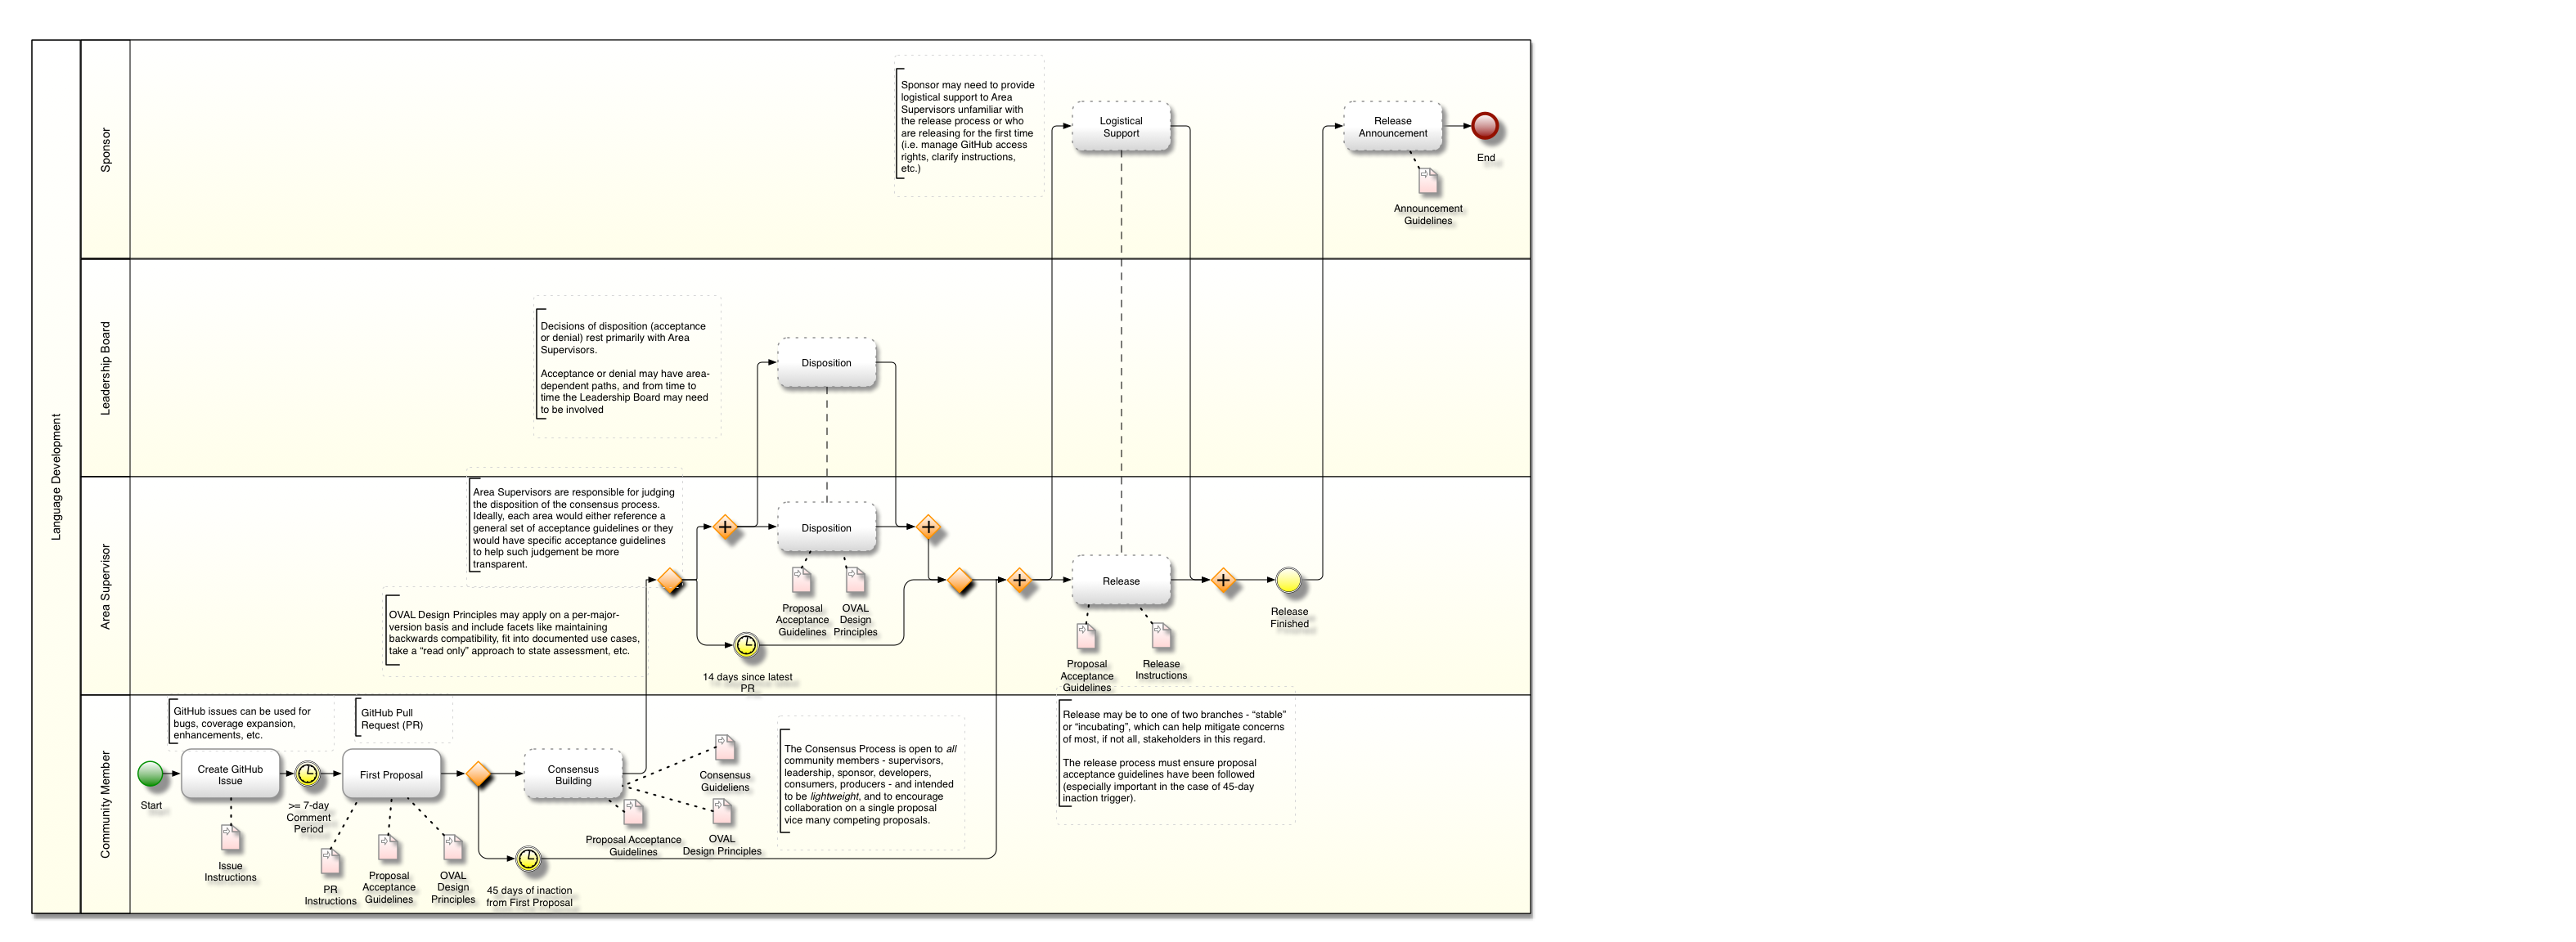 Language Development
Sponsor
Sponsor may need to provide
logistical support to Area
Supervisors unfamiliar with
the release process or who
are releasing for the first time
(i.e. manage GitHub access
rights, clarify instructions,
etc.)
Logistical
Support
Release
Announcement
End
Announcement
Guidelines
Leadership Board
Decisions of disposition (acceptance
or denial) rest primarily with Area
Supervisors.
Acceptance or denial may have area-
dependent paths, and from time to
time the Leadership Board may need
to be involved
Disposition
Area Supervisor
Area Supervisors are responsible for judging
the disposition of the consensus process.
Ideally, each area would either reference a
general set of acceptance guidelines or they
would have specific acceptance guidelines
to help such judgement be more
transparent.
OVAL Design Principles may apply on a per-major-
version basis and include facets like maintaining
backwards compatibility, fit into documented use cases,
take a “read only” approach to state assessment, etc.
Disposition
Proposal
Acceptance
Guidelines
OVAL
Design
Principles
14 days since latest
PR
Release
Proposal
Acceptance
Guidelines
Release
Instructions
Release
Finished
Community Member
GitHub issues can be used for
bugs, coverage expansion,
enhancements, etc.
GitHub Pull
Request (PR)
Start
Create GitHub
Issue
Issue
Instructions
>= 7-day
Comment
Period
First Proposal
PR
Instructions
Proposal
Acceptance
Guidelines
OVAL
Design
Principles
45 days of inaction
from First Proposal
Consensus
Building
Consensus
Guideliens
Proposal Acceptance
Guidelines
OVAL
Design Principles
The Consensus Process is open to all
community members - supervisors,
leadership, sponsor, developers,
consumers, producers - and intended
to be lightweight, and to encourage
collaboration on a single proposal
vice many competing proposals.
Release may be to one of two branches - “stable”
or “incubating”, which can help mitigate concerns
of most, if not all, stakeholders in this regard.
The release process must ensure proposal
acceptance guidelines have been followed
(especially important in the case of 45-day
inaction trigger).